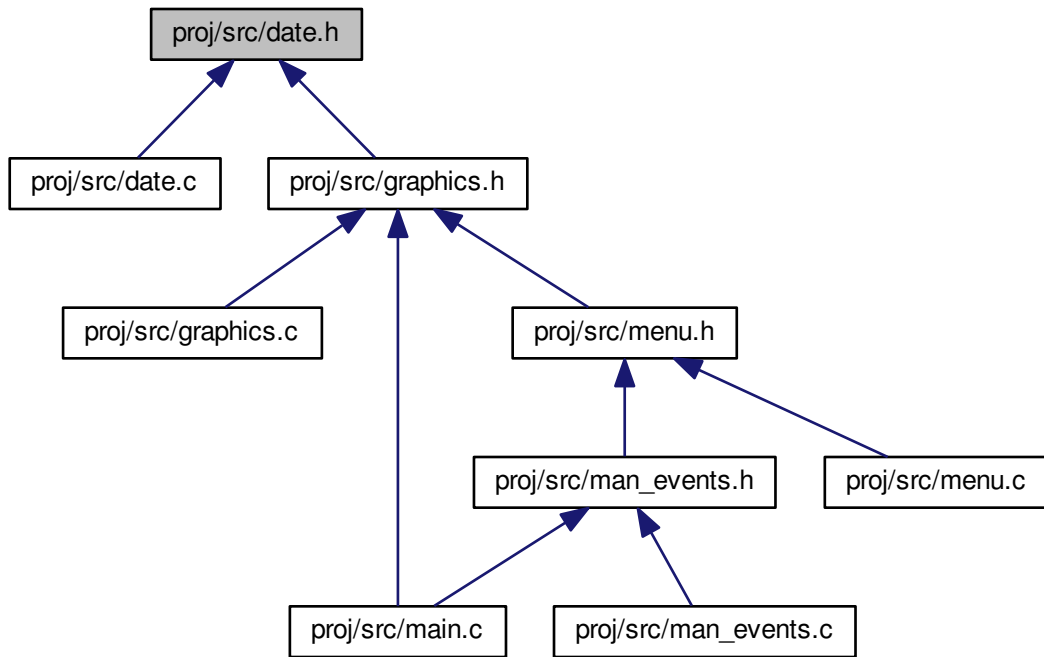 proj/src/date.h
proj/src/date.c
proj/src/graphics.h
proj/src/graphics.c
proj/src/menu.h
proj/src/man_events.h
proj/src/menu.c
proj/src/main.c
proj/src/man_events.c